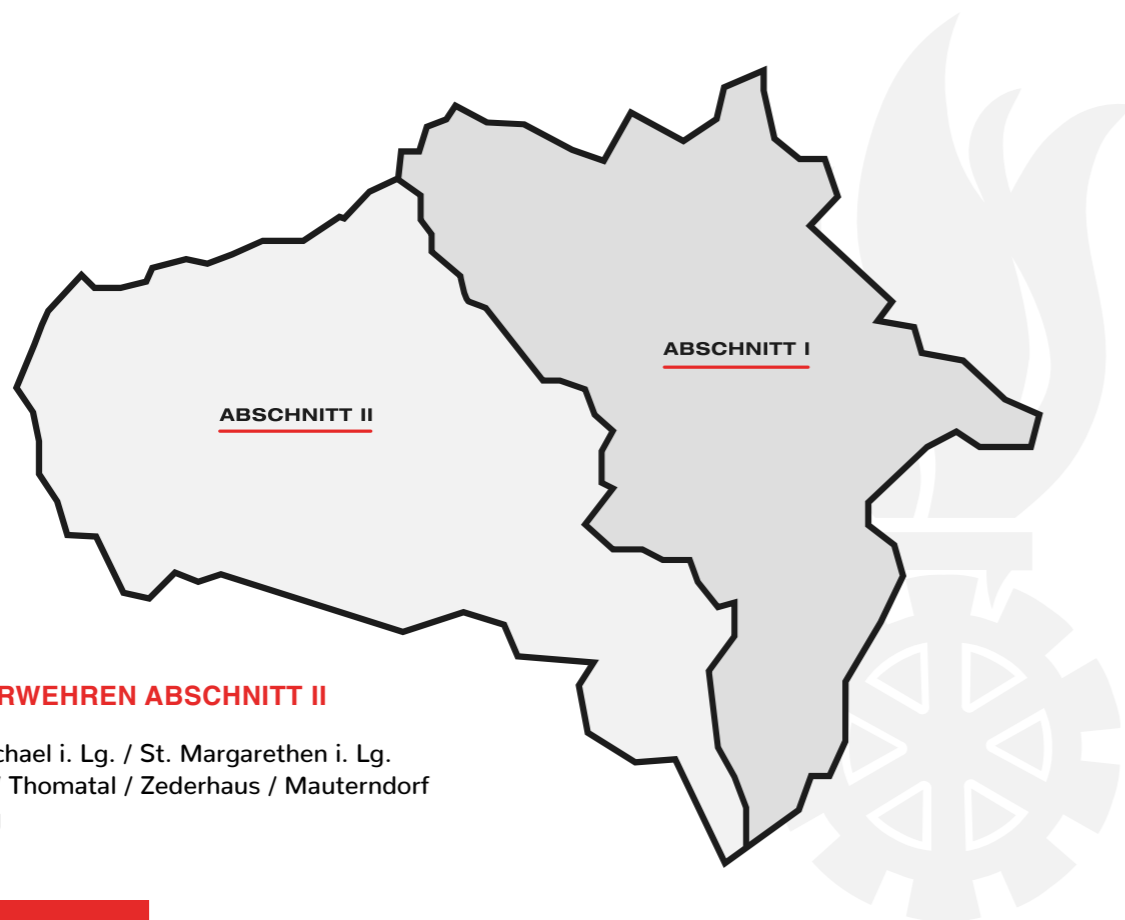 ABSCHNITT I
ABSCHNITT II
RWEHREN ABSCHNITT II
chael i. Lg. / St. Margarethen i. Lg.
/ Thomatal / Zederhaus / Mauterndorf